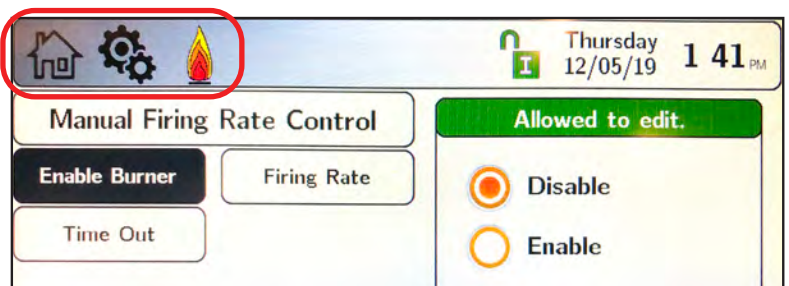 Thursday
12/05/19
1 41 PM
I
Manual Firing Rate Control
Allowed to edit.
Enable Burner
Firing Rate
Disable
Time Out
Enable